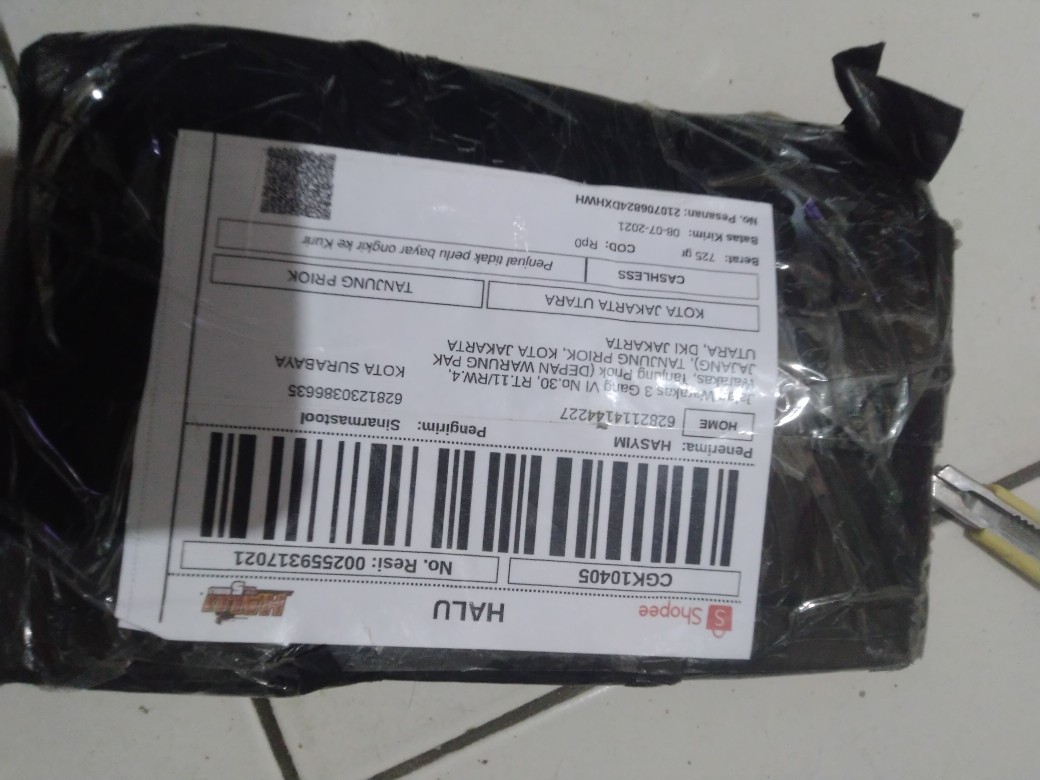 Shopee
HALU
CGK10405
No. Resi: 002559317021
Penerima: HASYIM
Pengirim: Sinarmastool
HOME
6282114144227
6281230386635
Jalan Warakas 3 Gang VI No.30, RT.11/RW.4,
Warakas, Tanjung Priok (DEPAN WARUNG PAK
JAJANG), TANJUNG PRIOK, KOTA JAKARTA
UTARA, DKI JAKARTA
KOTA SURABAYA
KOTA JAKARTA UTARA
TANJUNG PRIOK
CASHLESS
Penjual tidak perlu bayar ongkir ke Kurir
Berat: 725 gr
COD: Rp0
Batas Kirim: 08-07-2021
No. Pesanan: 210706824DXHWH